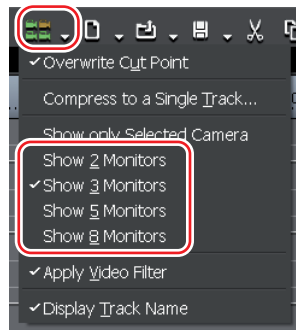 Overwrite Cut Point
Compress to a Single Track...
Show only Selected Camera
Show 2 Monitors
Show 3 Monitors
Show 5 Monitors
Show 8 Monitors
Apply Video Filter
Display Track Name